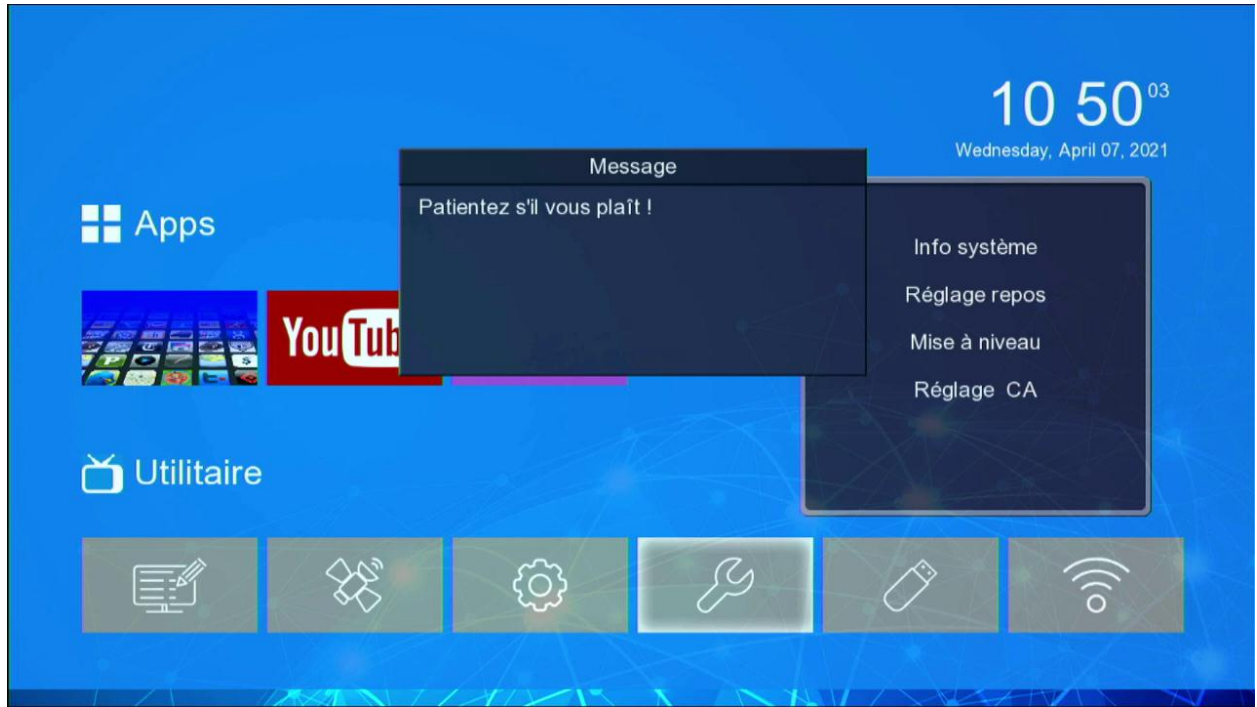 10 50 03
Wednesday, April 07, 2021
Message
Patientez s'il vous plaît !
Apps
Info système
Réglage repos
Mise à niveau
Réglage CA
YouTub
Utilitaire